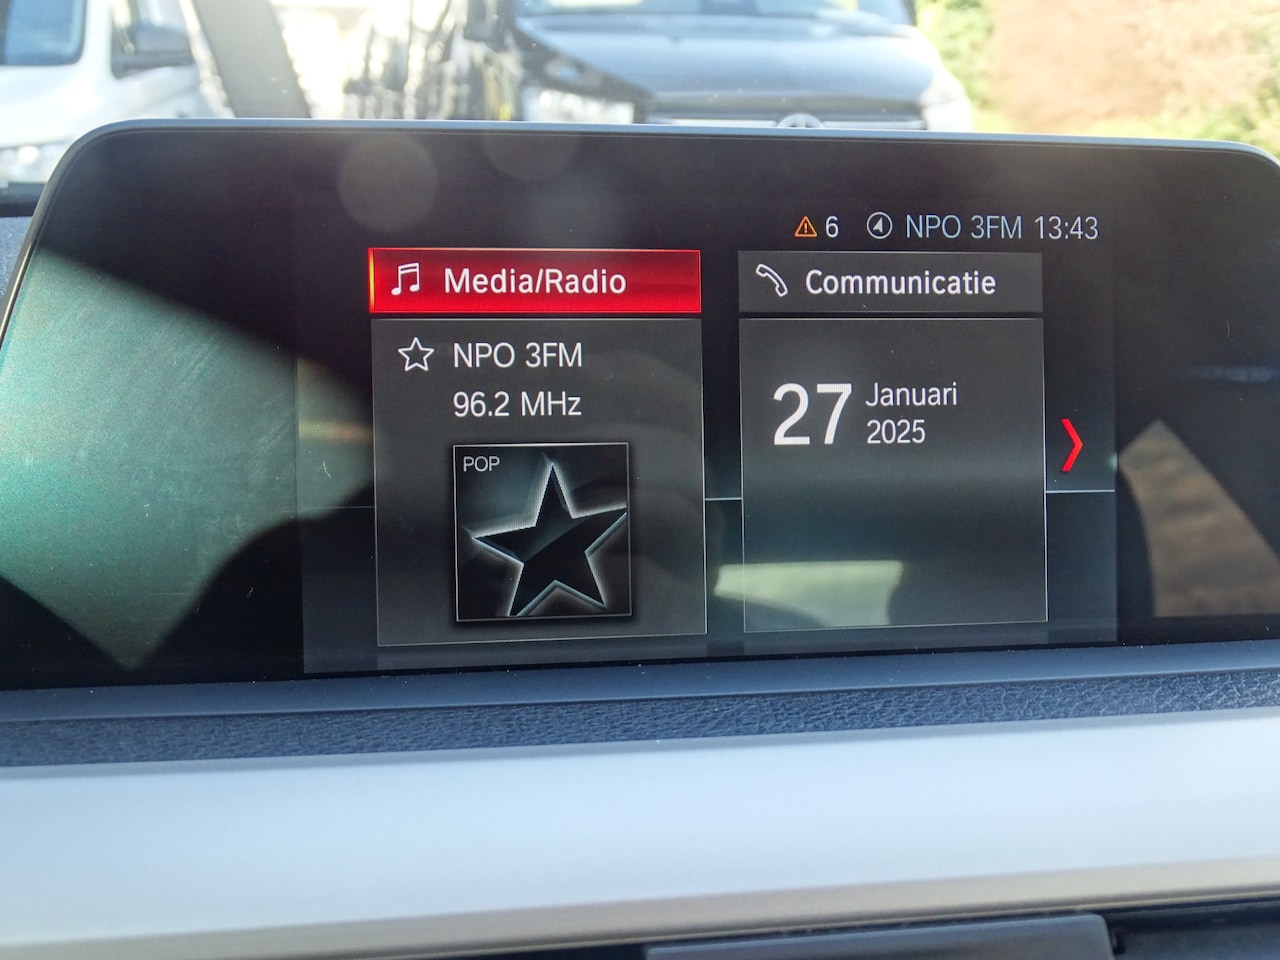 6 NPO 3FM 13:43
Media/Radio
NPO 3FM
96.2 MHz
POP
Communicatie
27 Januari
2025